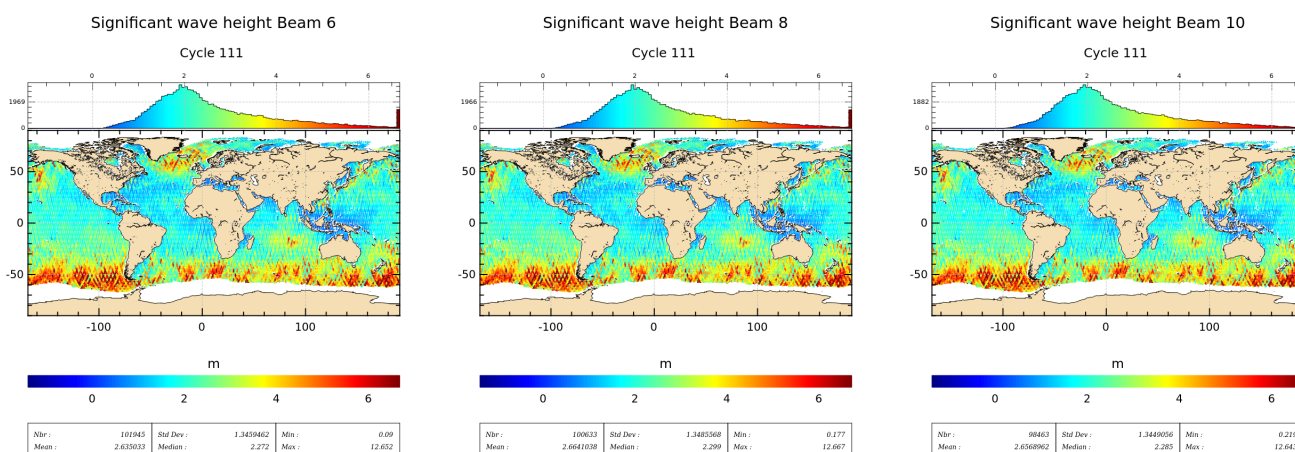 Significant wave height Beam 6
Cycle 111
0 2 4 6
1969
0
50
0
-50
-100 0 100
m
0 2 4 6
Nbr : 101945 Std Dev : 1.3459462 Min : 0.09
Mean : 2.635033 Median : 2.272 Max : 12.652
Significant wave height Beam 8
Cycle 111
0 2 4 6
1966
0
50
0
-50
-100 0 100
m
0 2 4 6
Nbr : 100633 Std Dev : 1.3485568 Min : 0.177
Mean : 2.6641038 Median : 2.299 Max : 12.667
Significant wave height Beam 10
Cycle 111
0 2 4 6
1882
0
50
0
-50
-100 0 100
m
0 2 4 6
Nbr : 98463 Std Dev : 1.3449056 Min : 0.219
Mean : 2.6568962 Median : 2.285 Max :